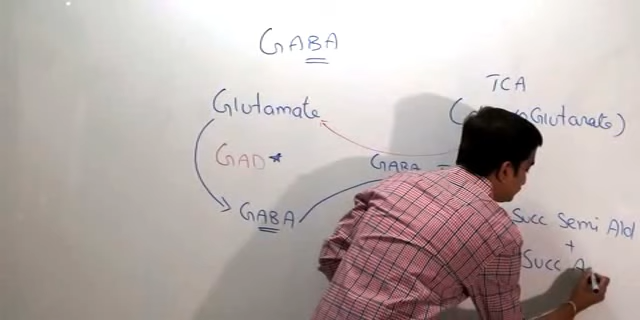 GABA
TCA
Glutamate
Glutarate)
GAD*
GABA
GABA
Succ Semi Ald
+
Succ A